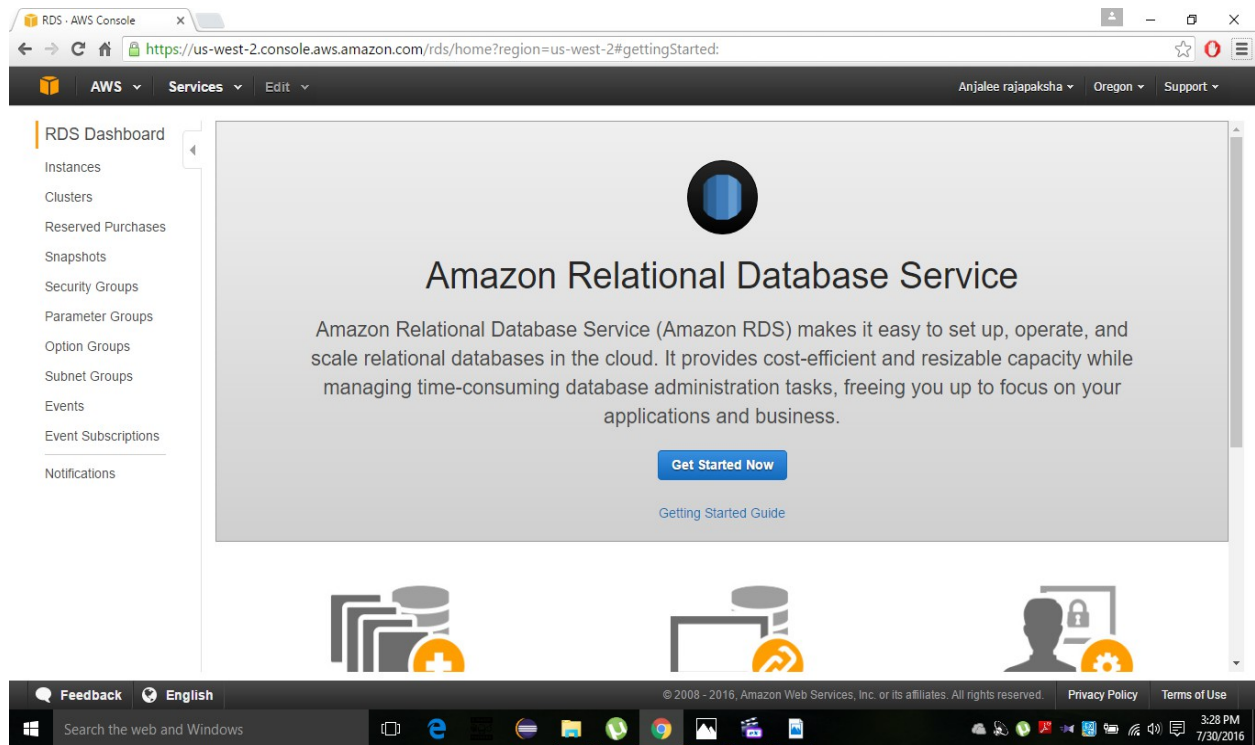 RDS · AWS Console
https://us-west-2.console.aws.amazon.com/rds/home?region=us-west-2#gettingStarted:
AWS Services Edit Anjalee rajapaksha Oregon Support
RDS Dashboard
Instances
Clusters
Reserved Purchases
Snapshots
Security Groups
Parameter Groups
Option Groups
Subnet Groups
Events
Event Subscriptions
Notifications
Amazon Relational Database Service
Amazon Relational Database Service (Amazon RDS) makes it easy to set up, operate, and
scale relational databases in the cloud. It provides cost-efficient and resizable capacity while
managing time-consuming database administration tasks, freeing you up to focus on your
applications and business.
Get Started Now
Getting Started Guide
Feedback English © 2008 - 2016, Amazon Web Services, Inc. or its affiliates. All rights reserved. Privacy Policy Terms of Use
Search the web and Windows
3:28 PM
7/30/2016